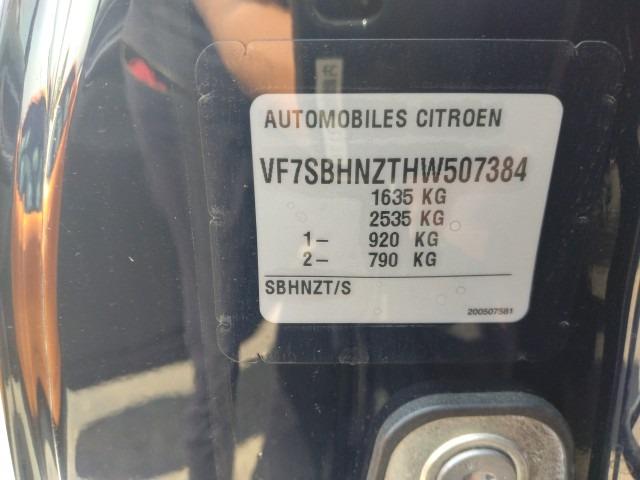 AUTOMOBILES CITROEN
VF7SBHNZTHW507384
1635 KG
2535 KG
1- 920 KG
2- 790 KG
SBHNZT/S
200507581